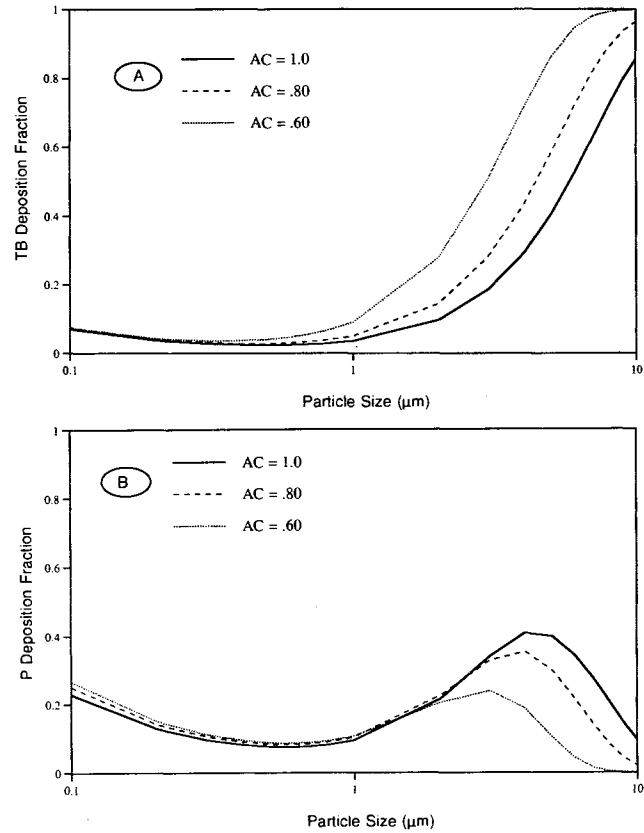 1
0.8
0.6
0.4
0.2
0
TB Deposition Fraction
A
AC = 1.0
AC = .80
AC = .60
0.1
1
10
Particle Size (μm)
1
0.8
0.6
0.4
0.2
0
P Deposition Fraction
B
AC = 1.0
AC = .80
AC = .60
0.1
1
10
Particle Size (μm)